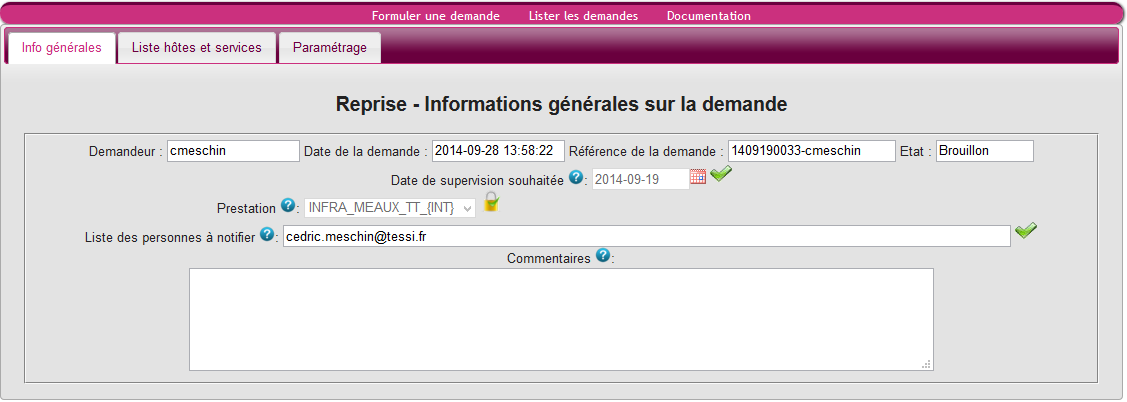 Formuler une demande Lister les demandes Documentation
Info générales Liste hôtes et services Paramétrage
Reprise - Informations générales sur la demande
Demandeur : cmeschin Date de la demande : 2014-09-28 13:58:22 Référence de la demande : 1409190033-cmeschin Etat : Brouillon
Date de supervision souhaitée ?: 2014-09-19
Prestation ?: INFRA_MEAUX_TT_{INT}
Liste des personnes à notifier ?: cedric.meschin@tessi.fr
Commentaires ?: